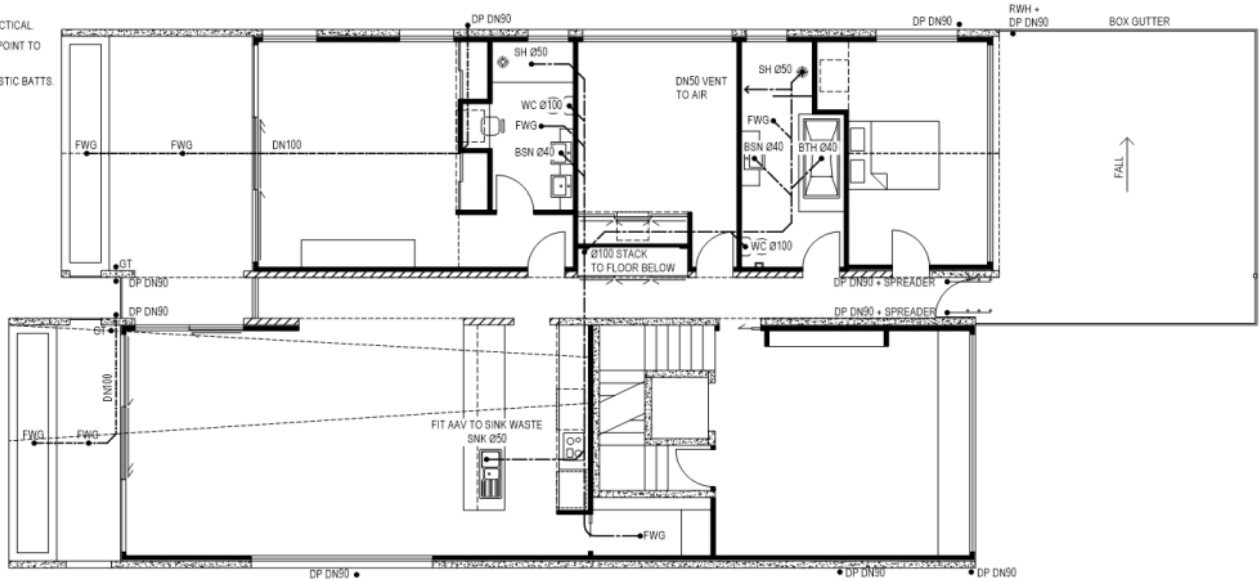 CTICAL.
POINT TO
STIC BATTS.
DP DN90
DP DN90
RWH +
DP DN90
BOX GUTTER
SH Ø50
SH Ø50
DN50 VENT
TO AIR
WC Ø100
FWG
FWG
FWG
FWG
DN100
BSN Ø40
BSN Ø40
BTH Ø40
FALL
WC Ø100
Ø100 STACK
TO FLOOR BELOW
GT
DP DN90
DP DN90 + SPREADER
DP DN90
DP DN90 + SPREADER
GT
DN100
FIT AAV TO SINK WASTE
SNK Ø50
FWG
FWG
FWG
DP DN90
DP DN90
DP DN90